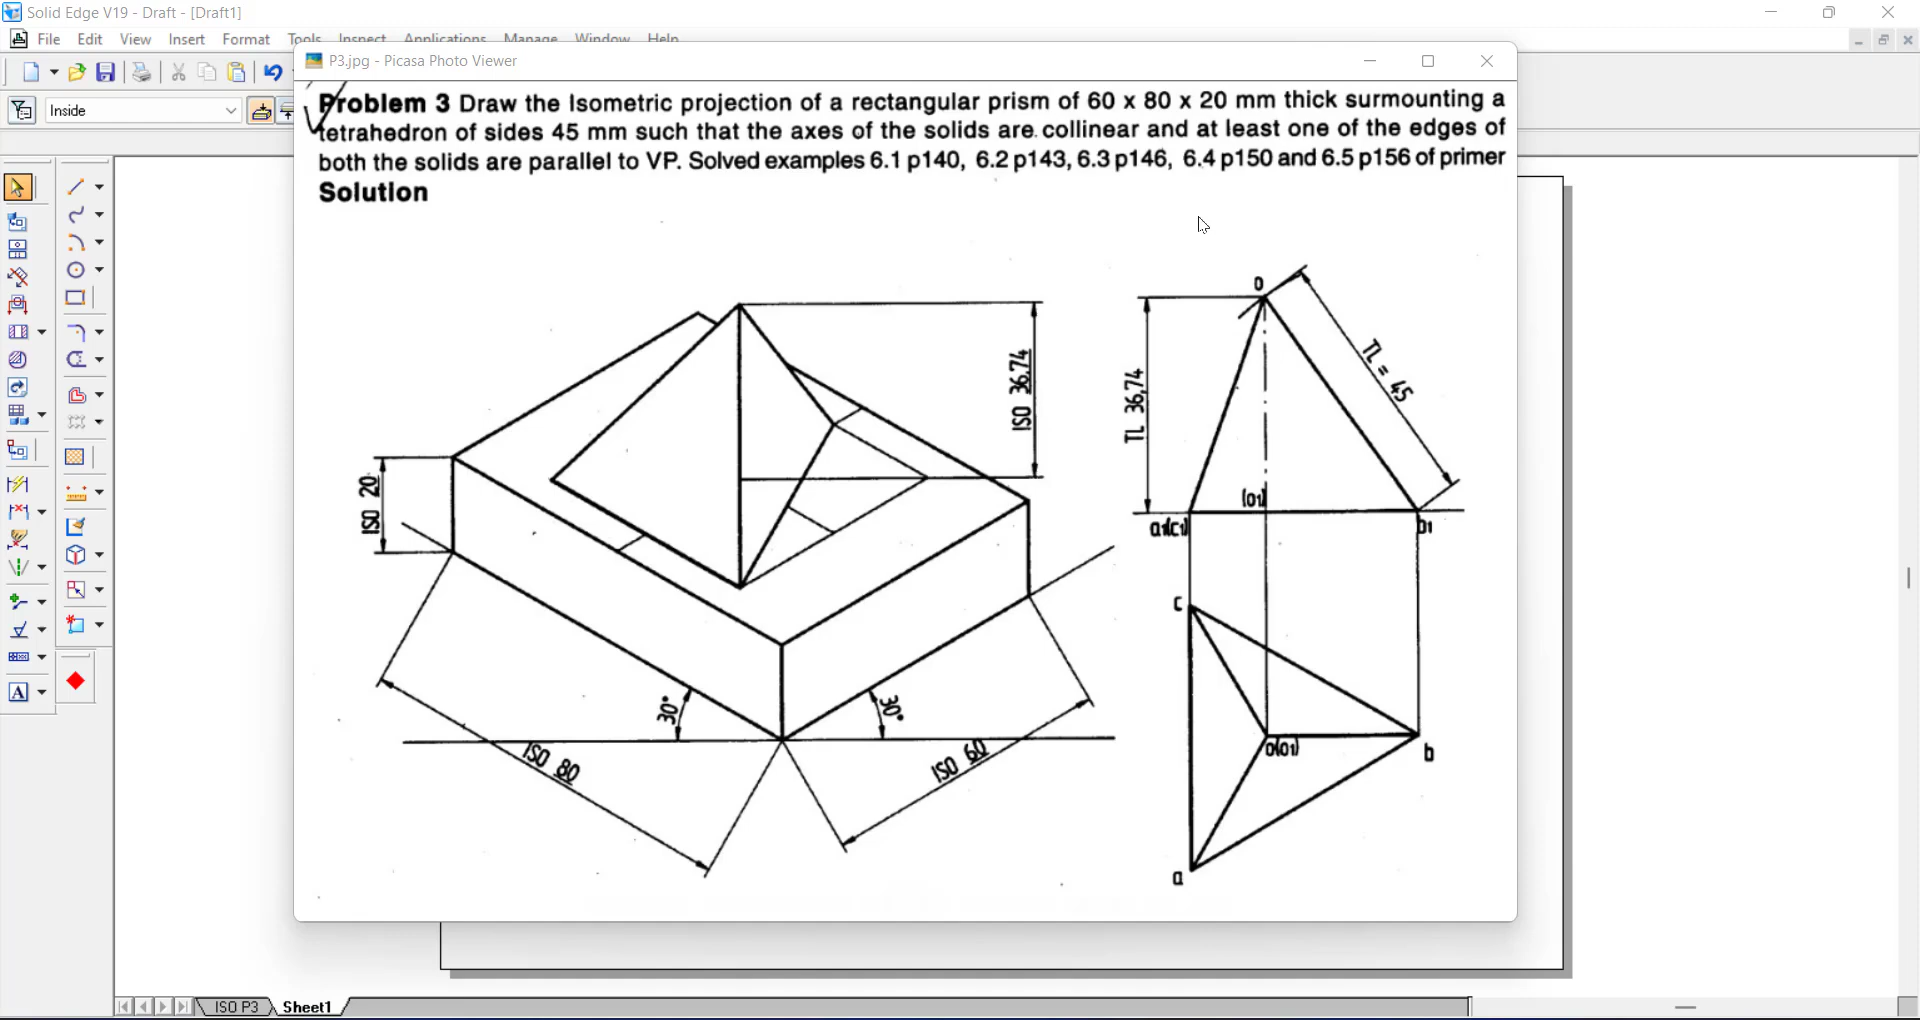 Solid Edge V19 - Draft - [Draft1]
File Edit View Insert Format Tools Inspect Applications Manage Window Help
P3.jpg - Picasa Photo Viewer
Inside
Problem 3 Draw the Isometric projection of a rectangular prism of 60 x 80 x 20 mm thick surmounting a
tetrahedron of sides 45 mm such that the axes of the solids are collinear and at least one of the edges of
both the solids are parallel to VP. Solved examples 6.1 p140, 6.2 p143, 6.3 p146, 6.4 p150 and 6.5 p156 of primer
Solution
ISO 20
ISO 36.74
30°
30°
ISO 80
ISO 60
TL 36,74
TL = 45
o
(o1)
a1(c1)
b1
c
o(o1)
b
a
A
ISO P3
Sheet1